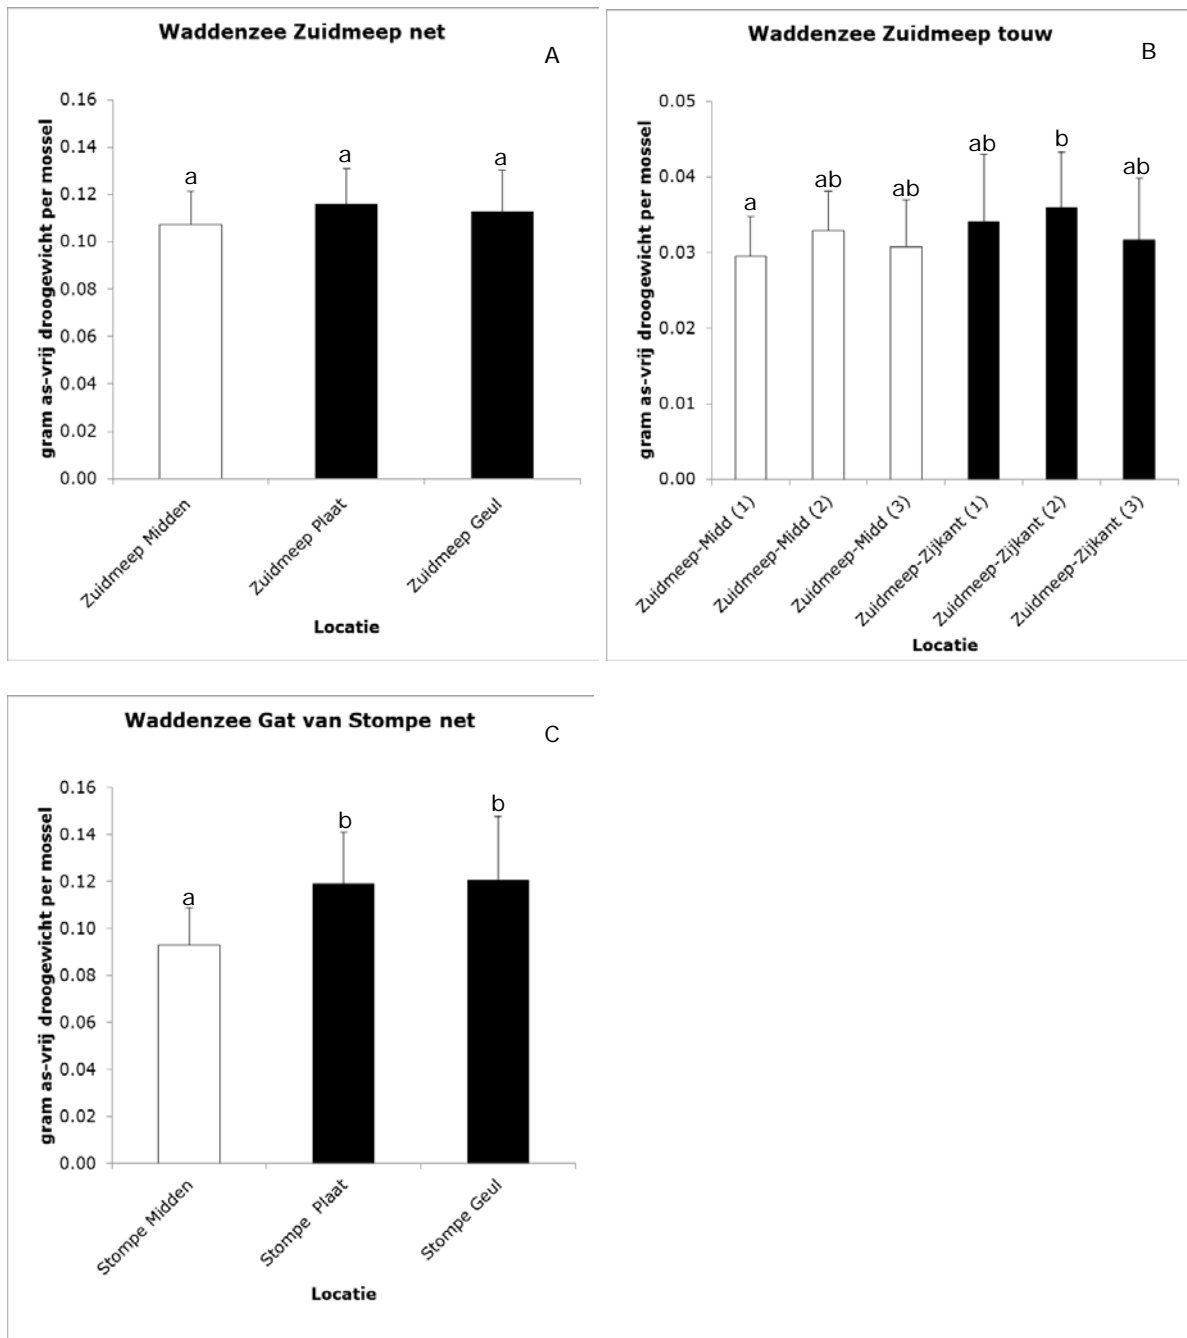 Waddenzee Zuidmeep net
A
gram as-vrij droogewicht per mossel
0.16
0.14
0.12
0.10
0.08
0.06
0.04
0.02
0.00
a
a
a
Zuidmeep Midden
Zuidmeep Plaat
Zuidmeep Geul
Locatie
Waddenzee Zuidmeep touw
B
gram as-vrij droogewicht per mossel
0.05
0.04
0.03
0.02
0.01
0.00
a
ab
ab
ab
b
ab
Zuidmeep-Midd (1)
Zuidmeep-Midd (2)
Zuidmeep-Midd (3)
Zuidmeep-Zijkant (1)
Zuidmeep-Zijkant (2)
Zuidmeep-Zijkant (3)
Locatie
Waddenzee Gat van Stompe net
C
gram as-vrij droogewicht per mossel
0.16
0.14
0.12
0.10
0.08
0.06
0.04
0.02
0.00
a
b
b
Stompe Midden
Stompe Plaat
Stompe Geul
Locatie